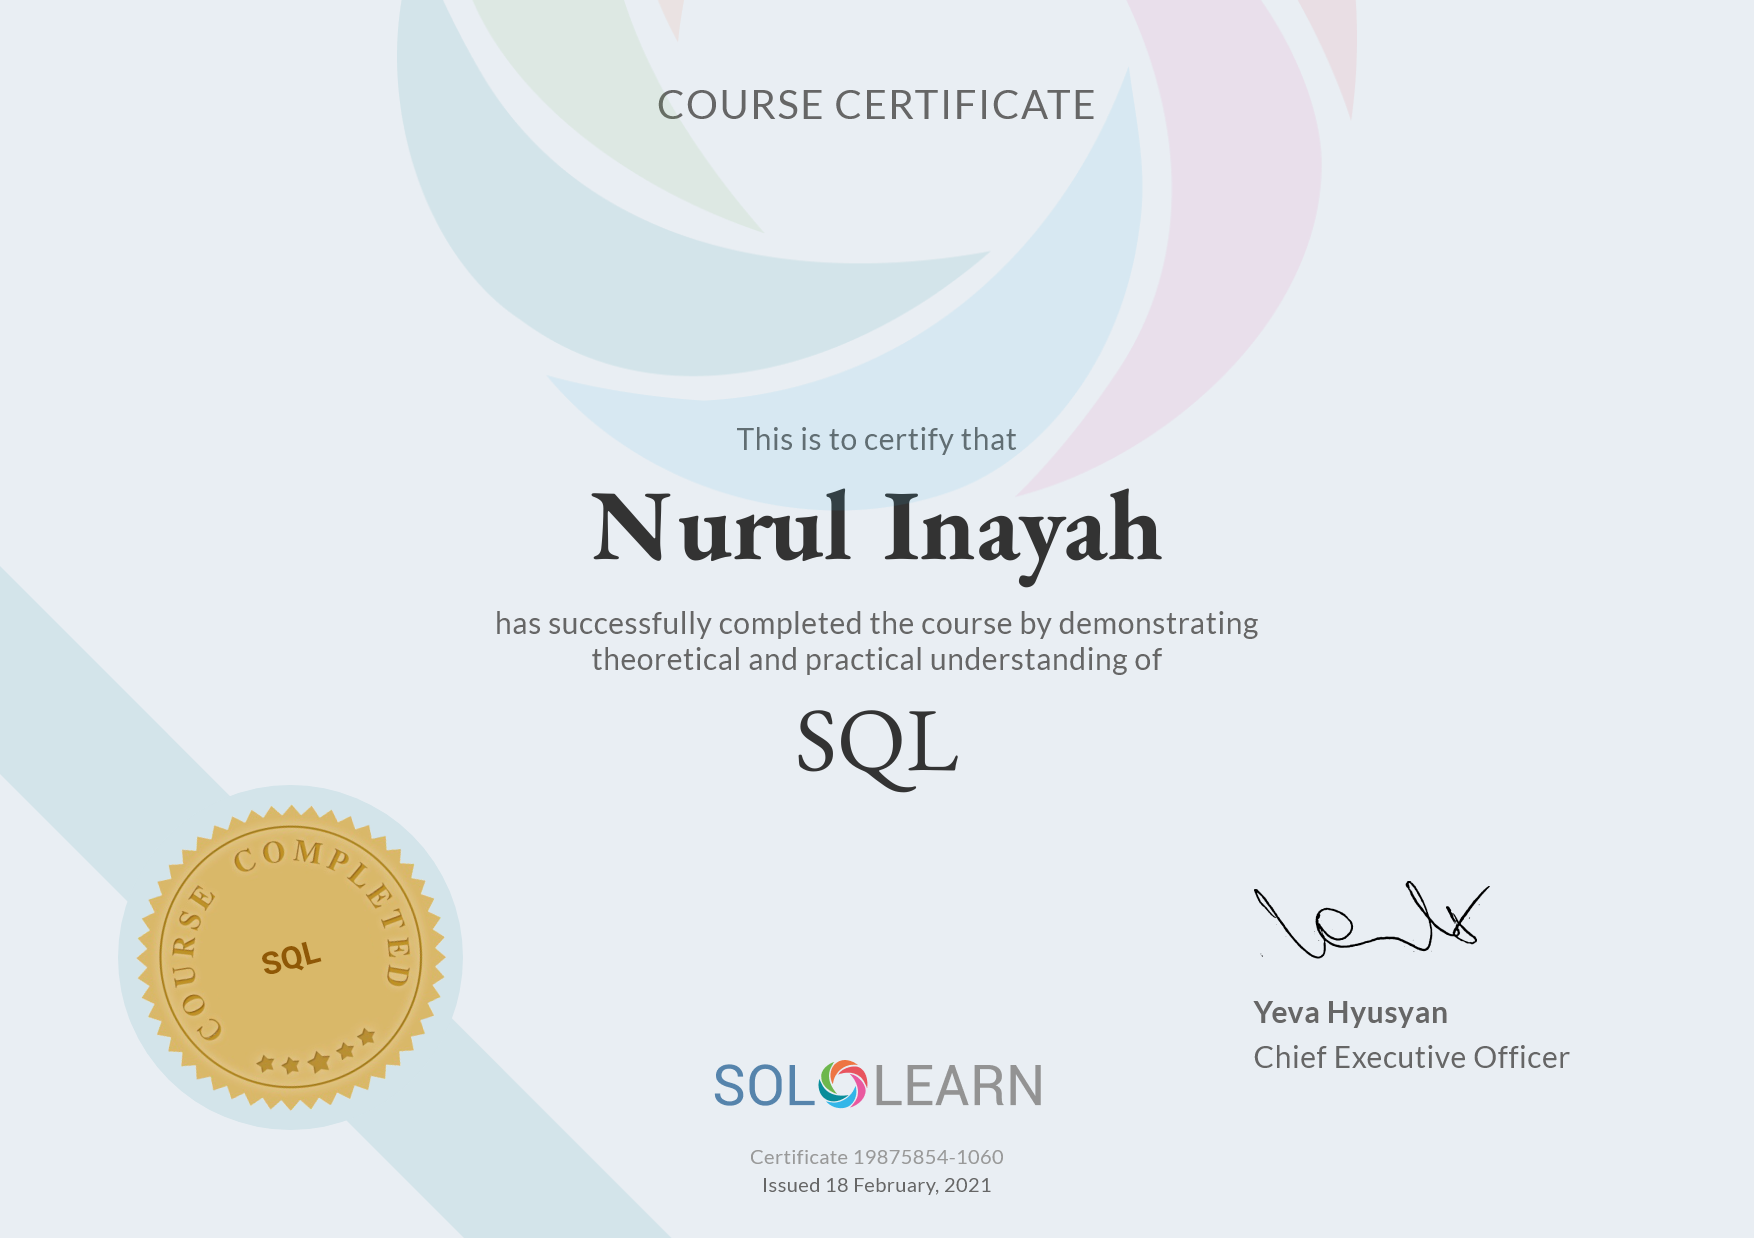 COURSE CERTIFICATE
This is to certify that
Nurul Inayah
has successfully completed the course by demonstrating
theoretical and practical understanding of
SQL
COURSE COMPLETED
SQL
Yeva Hyusyan
Chief Executive Officer
SOLOLEARN
Certificate 19875854-1060
Issued 18 February, 2021